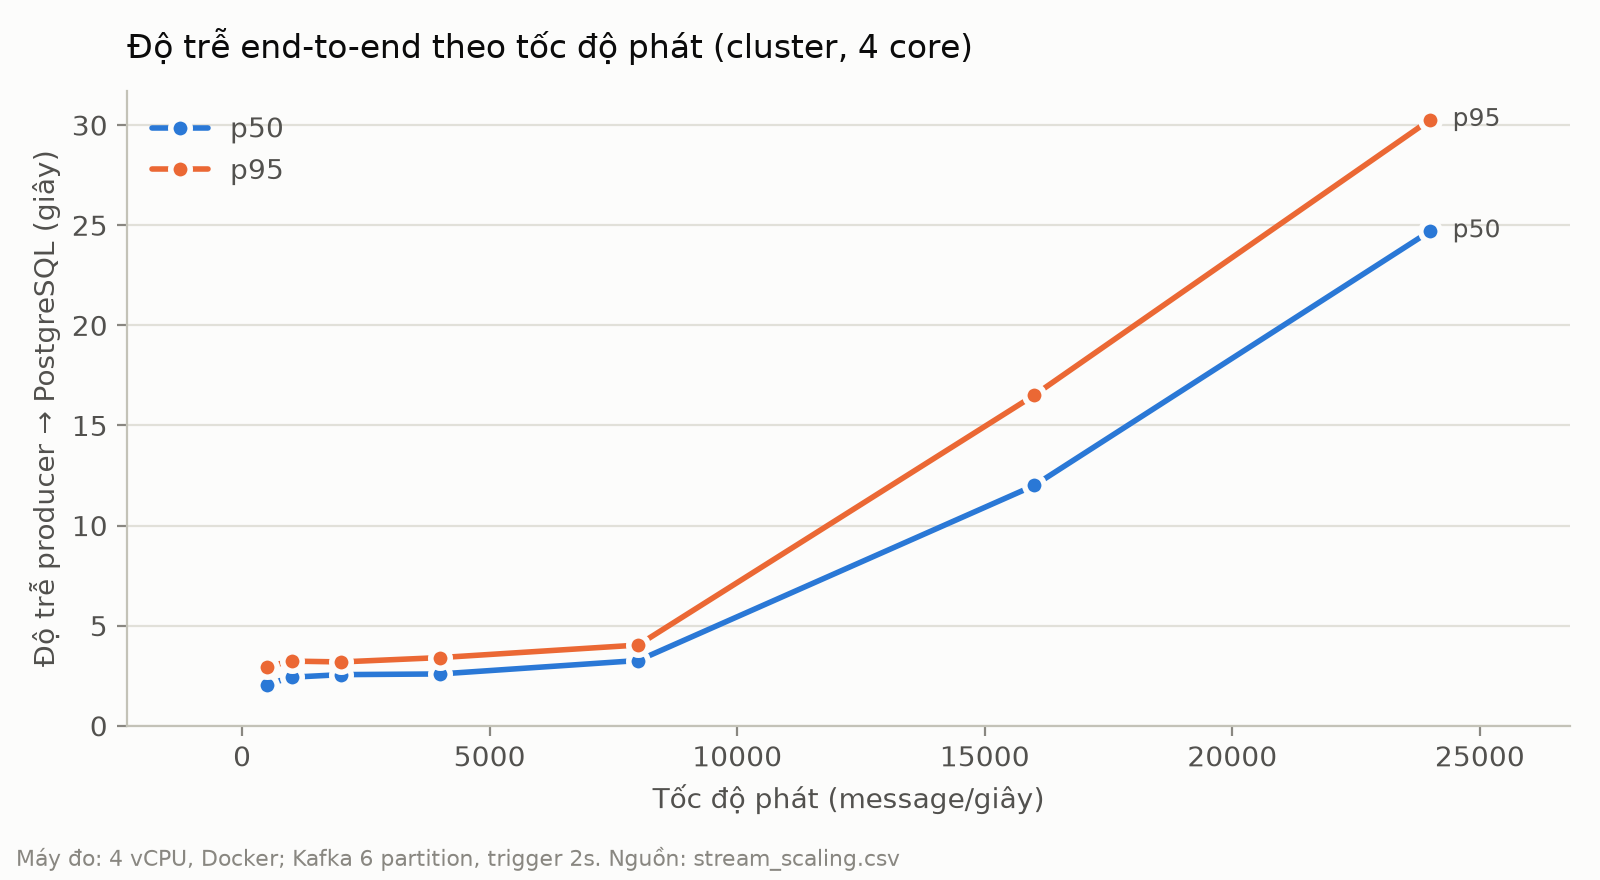 Độ trễ end-to-end theo tốc độ phát (cluster, 4 core)
p50
p95
Độ trễ producer → PostgreSQL (giây)
30
25
20
15
10
5
0
p95
p50
0 5000 10000 15000 20000 25000
Tốc độ phát (message/giây)
Máy đo: 4 vCPU, Docker; Kafka 6 partition, trigger 2s. Nguồn: stream_scaling.csv